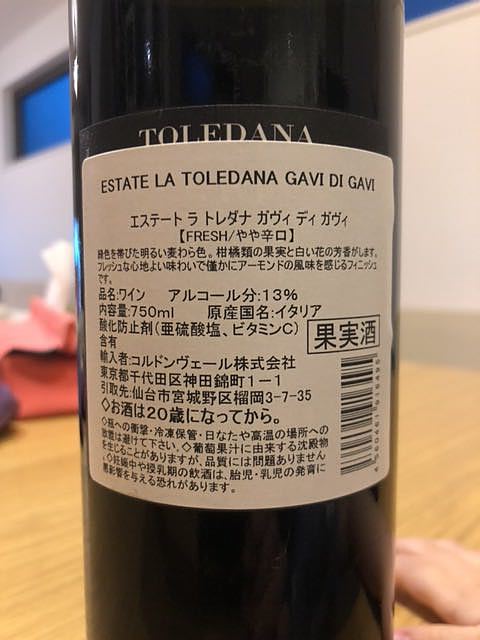 TOLEDANA
ESTATE LA TOLEDANA GAVI DI GAVI
エステート ラ トレダナ ガヴィ ディ ガヴィ
【FRESH/やや辛口】
緑色を帯びた明るい麦わら色。柑橘類の果実と白い花の芳香がします。
フレッシュな心地よい味わいで僅かにアーモンドの風味を感じるフィニッシュ
です。
品名:ワイン アルコール分:13%
内容量:750ml 原産国名:イタリア
酸化防止剤(亜硫酸塩、ビタミンC)
含有
果実酒
輸入者:コルドンヴェール株式会社
東京都千代田区神田錦町1-1
引取先:仙台市宮城野区榴岡3-7-35
◇お酒は20歳になってから。
◇瓶への衝撃・冷凍保管・日なたや高温の場所への
放置は避けて下さい。◇葡萄果汁に由来する沈殿物
を生じることがありますが、品質には問題ありません
。◇妊娠中や授乳期の飲酒は、胎児・乳児の発育に
悪影響を与える恐れがあります。